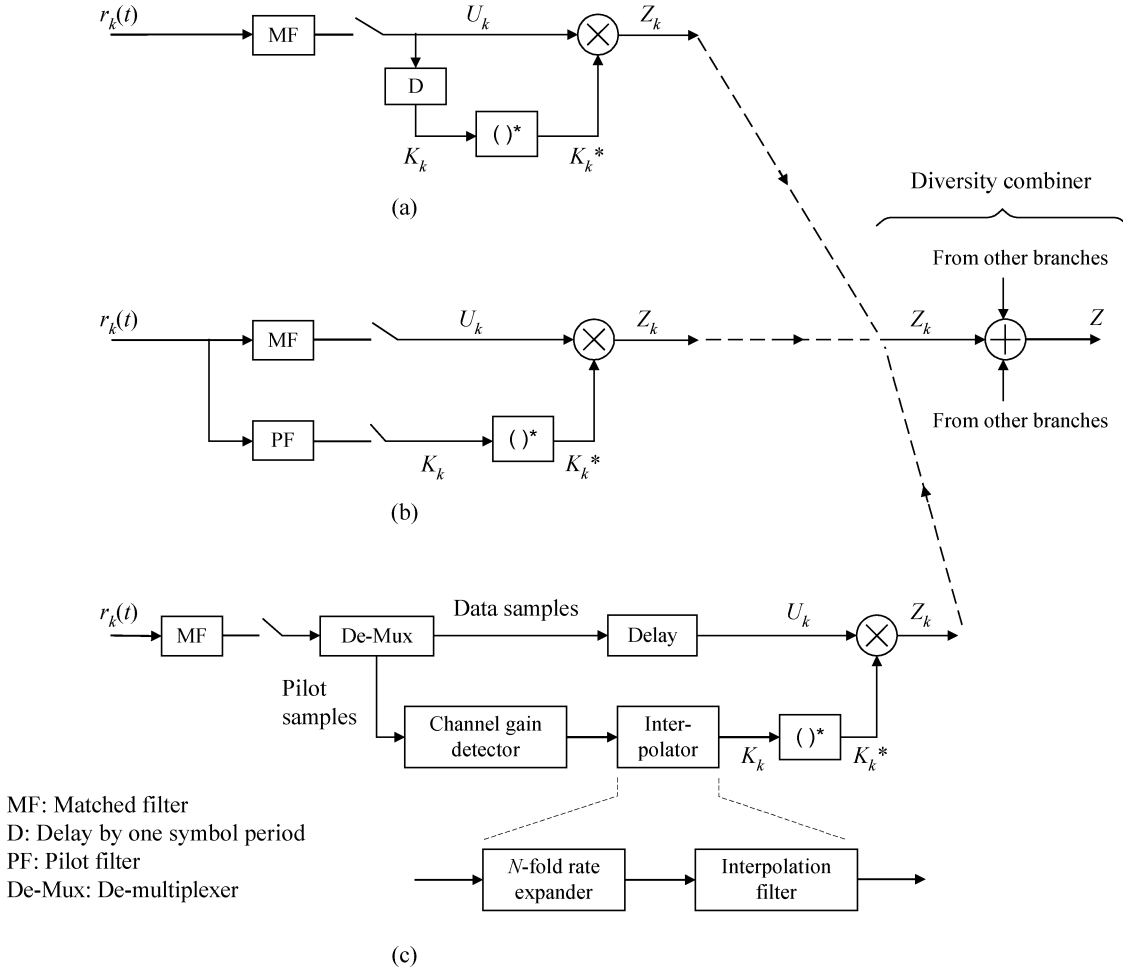 r_k(t)
MF
U_k
Z_k
D
K_k
( )*
K_k*
(a)
Diversity combiner
From other branches
r_k(t)
MF
U_k
Z_k
Z_k
Z
PF
K_k
( )*
K_k*
From other branches
(b)
r_k(t)
MF
De-Mux
Data samples
Delay
U_k
Z_k
Pilot
samples
Channel gain
detector
Inter-
polator
K_k
( )*
K_k*
MF: Matched filter
D: Delay by one symbol period
PF: Pilot filter
De-Mux: De-multiplexer
N-fold rate
expander
Interpolation
filter
(c)